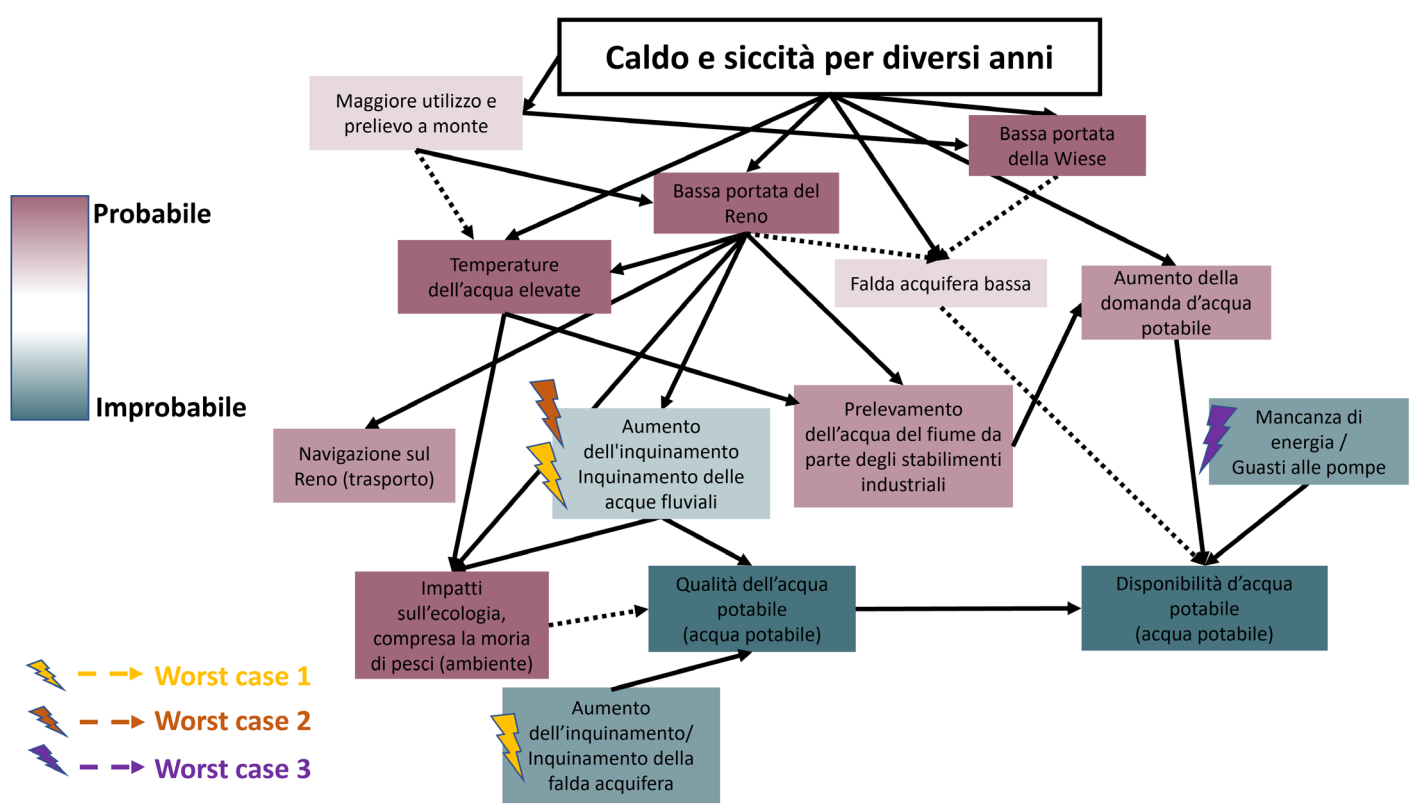 Caldo e siccità per diversi anni
Maggiore utilizzo e
prelievo a monte
Bassa portata
della Wiese
Bassa portata del
Reno
Probabile
Temperature
dell’acqua elevate
Falda acquifera bassa
Aumento della
domanda d’acqua
potabile
Improbabile
Navigazione sul
Reno (trasporto)
Aumento
dell'inquinamento
Inquinamento delle
acque fluviali
Prelevamento
dell’acqua del fiume da
parte degli stabilimenti
industriali
Mancanza di
energia /
Guasti alle pompe
Impatti
sull’ecologia,
compresa la moria
di pesci (ambiente)
Qualità dell’acqua
potabile
(acqua potabile)
Disponibilità d’acqua
potabile
(acqua potabile)
Worst case 1
Worst case 2
Worst case 3
Aumento
dell’inquinamento/
Inquinamento della
falda acquifera